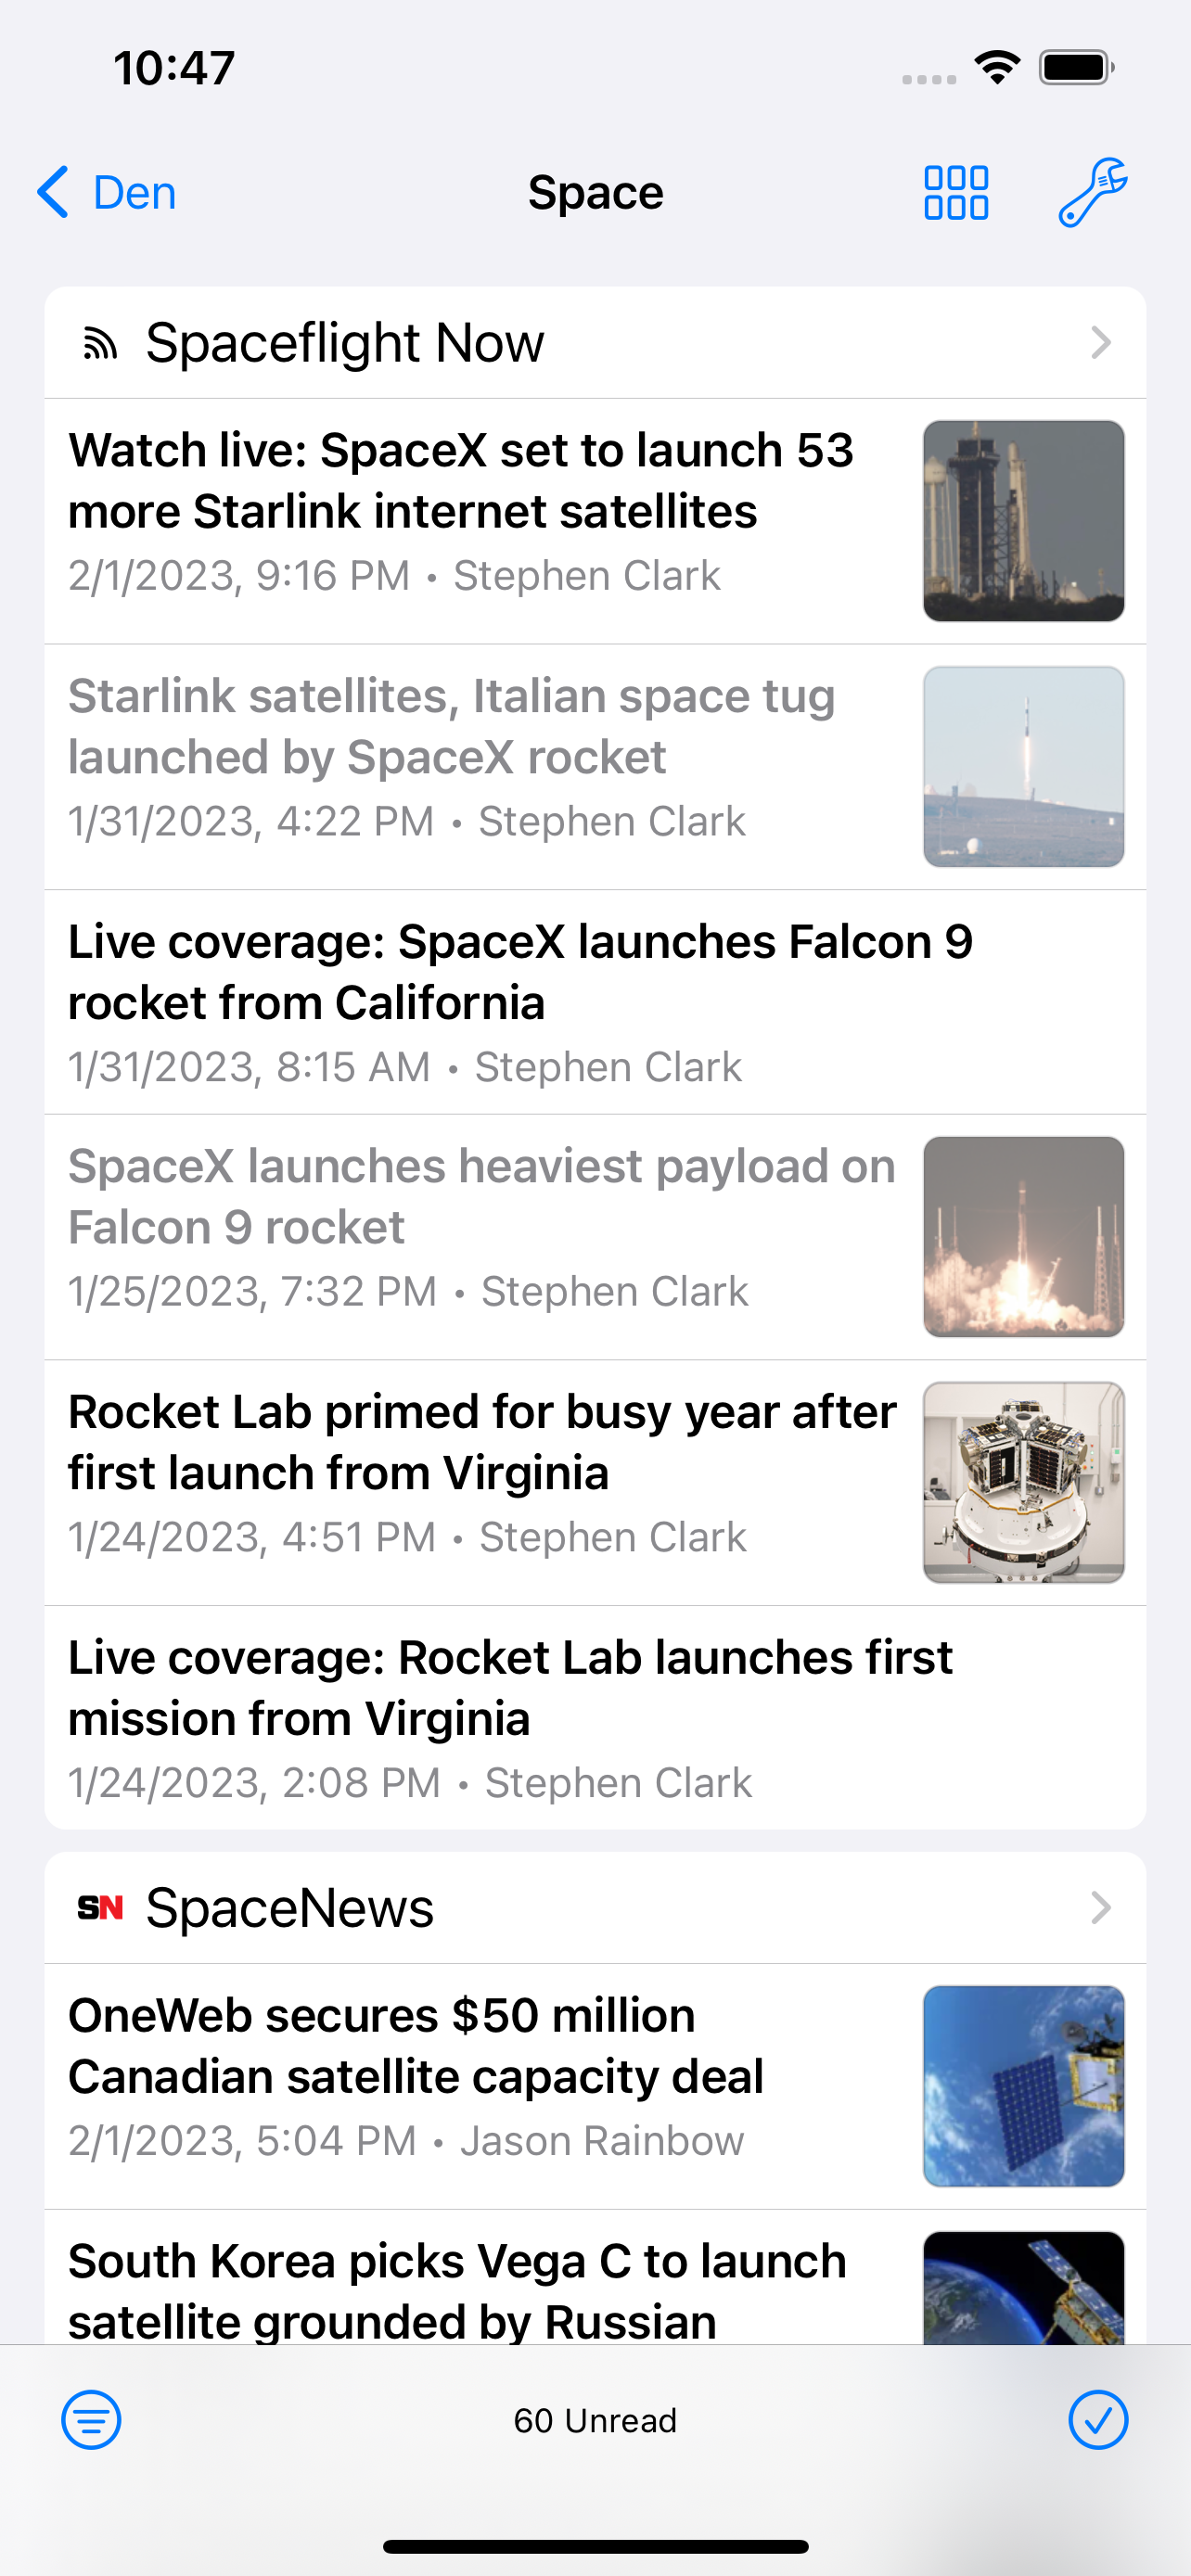 10:47
Den
Space
Spaceflight Now
Watch live: SpaceX set to launch 53
more Starlink internet satellites
2/1/2023, 9:16 PM • Stephen Clark
Starlink satellites, Italian space tug
launched by SpaceX rocket
1/31/2023, 4:22 PM • Stephen Clark
Live coverage: SpaceX launches Falcon 9
rocket from California
1/31/2023, 8:15 AM • Stephen Clark
SpaceX launches heaviest payload on
Falcon 9 rocket
1/25/2023, 7:32 PM • Stephen Clark
Rocket Lab primed for busy year after
first launch from Virginia
1/24/2023, 4:51 PM • Stephen Clark
Live coverage: Rocket Lab launches first
mission from Virginia
1/24/2023, 2:08 PM • Stephen Clark
SN SpaceNews
OneWeb secures $50 million
Canadian satellite capacity deal
2/1/2023, 5:04 PM • Jason Rainbow
South Korea picks Vega C to launch
satellite grounded by Russian
60 Unread